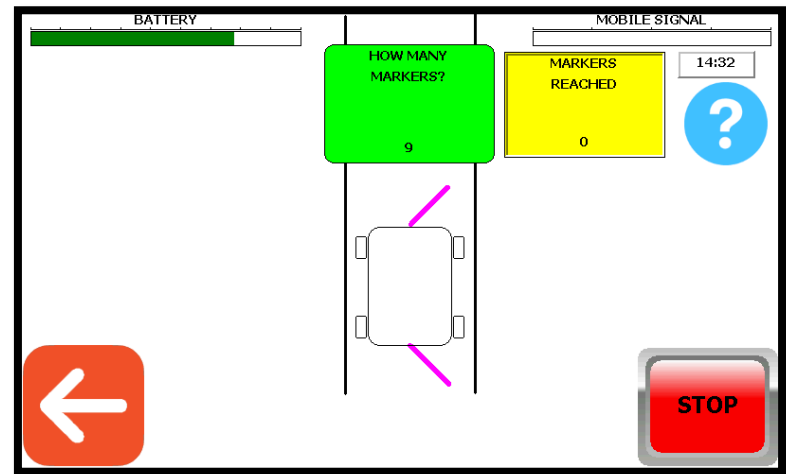 BATTERY
MOBILE SIGNAL
HOW MANY
MARKERS?
9
MARKERS
REACHED
0
14:32
?
STOP